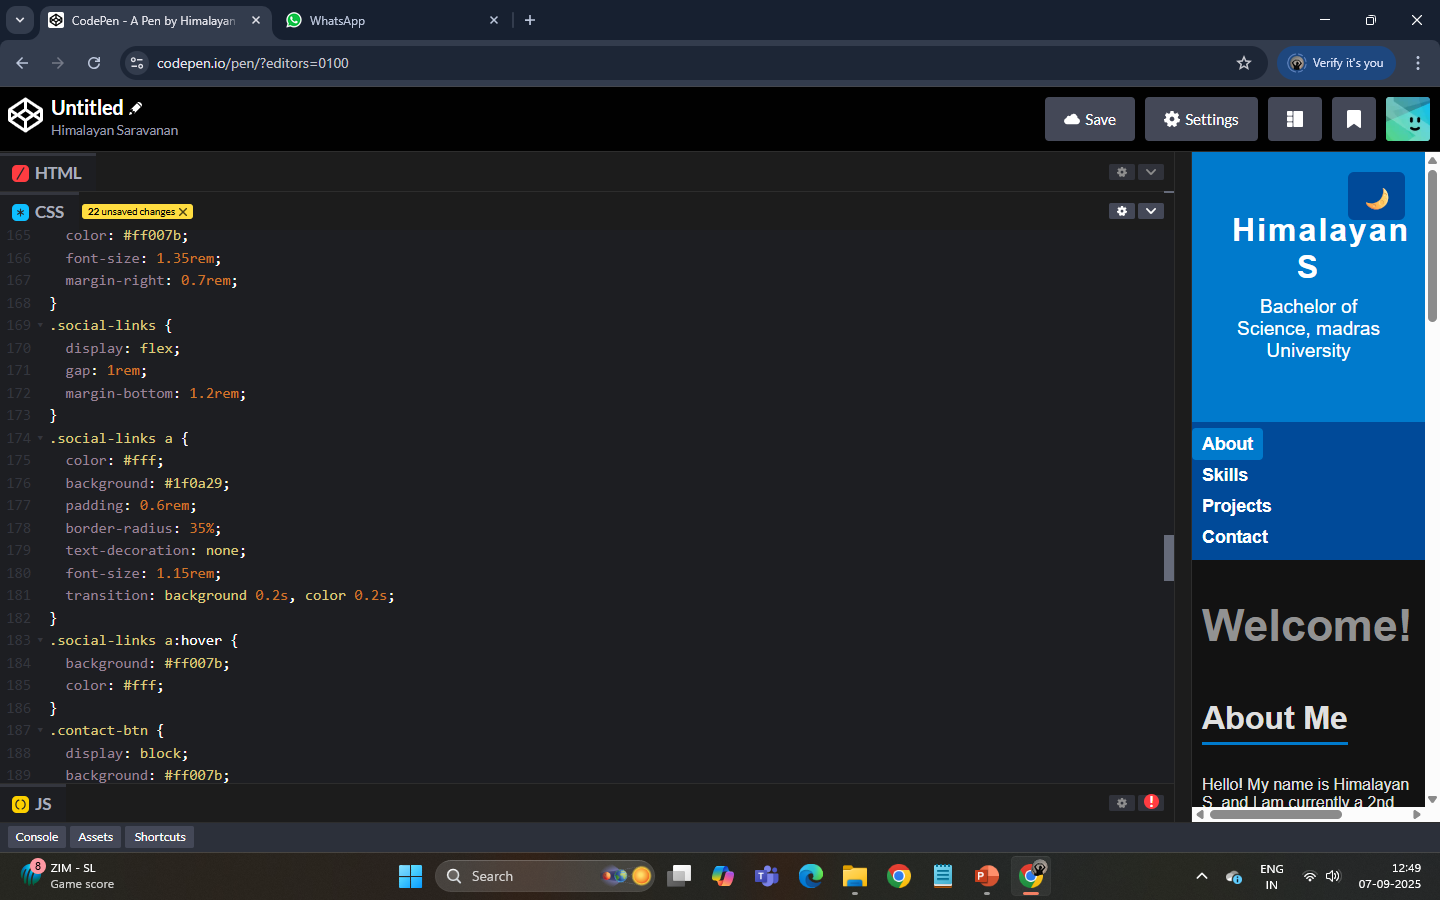 CodePen - A Pen by Himalayan
WhatsApp
codepen.io/pen/?editors=0100
Verify it's you
Untitled
Himalayan Saravanan
Save
Settings
HTML
CSS
22 unsaved changes
165 color: #ff007b;
166 font-size: 1.35rem;
167 margin-right: 0.7rem;
168 }
169 .social-links {
170 display: flex;
171 gap: 1rem;
172 margin-bottom: 1.2rem;
173 }
174 .social-links a {
175 color: #fff;
176 background: #1f0a29;
177 padding: 0.6rem;
178 border-radius: 35%;
179 text-decoration: none;
180 font-size: 1.15rem;
181 transition: background 0.2s, color 0.2s;
182 }
183 .social-links a:hover {
184 background: #ff007b;
185 color: #fff;
186 }
187 .contact-btn {
188 display: block;
189 background: #ff007b;
JS
Console
Assets
Shortcuts
Himalayan
S
Bachelor of
Science, madras
University
About
Skills
Projects
Contact
Welcome!
About Me
Hello! My name is Himalayan
S, and I am currently a 2nd
8
ZIM - SL
Game score
Search
ENG
IN
12:49
07-09-2025